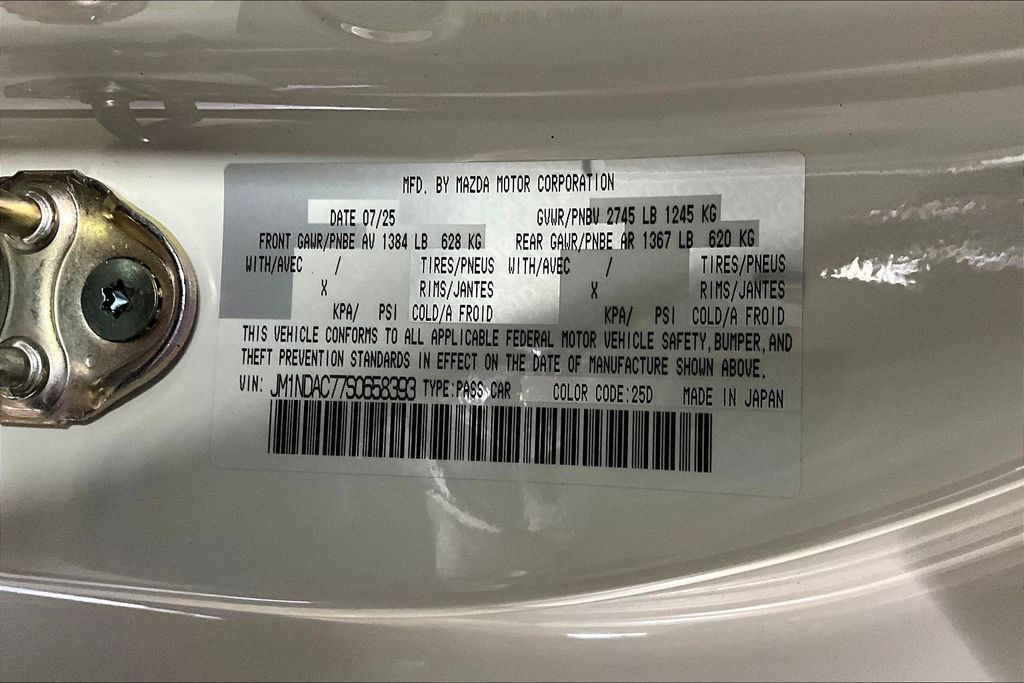 MFD. BY MAZDA MOTOR CORPORATION
DATE 07/25 GVWR/PNBV 2745 LB 1245 KG
FRONT GAWR/PNBE AV 1384 LB 628 KG REAR GAWR/PNBE AR 1367 LB 620 KG
WITH/AVEC / TIRES/PNEUS WITH/AVEC / TIRES/PNEUS
X RIMS/JANTES X RIMS/JANTES
KPA/ PSI COLD/A FROID KPA/ PSI COLD/A FROID
THIS VEHICLE CONFORMS TO ALL APPLICABLE FEDERAL MOTOR VEHICLE SAFETY, BUMPER, AND
THEFT PREVENTION STANDARDS IN EFFECT ON THE DATE OF MANUFACTURE SHOWN ABOVE.
VIN: JM1NDAC77S0658393 TYPE: PASS CAR COLOR CODE: 25D MADE IN JAPAN